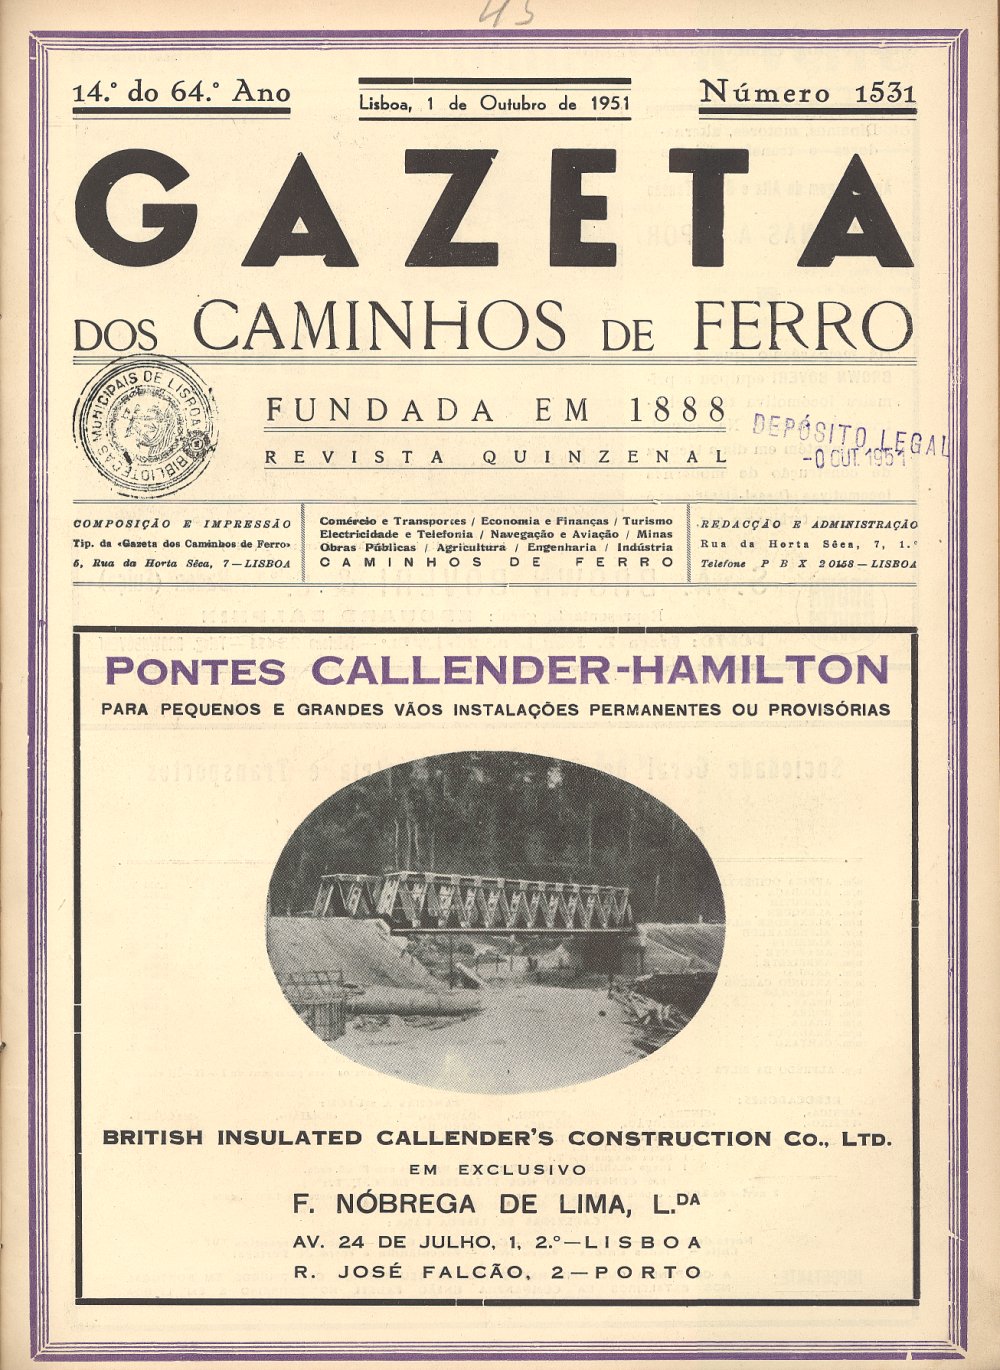 45
14.º do 64.º Ano
Lisboa, 1 de Outubro de 1951
Número 1531
GAZETA
DOS CAMINHOS DE FERRO
BIBLIOTECAS MUNICIPAIS DE LISBOA
FUNDADA EM 1888
REVISTA QUINZENAL
DEPÓSITO LEGAL
-0 OUT. 1951
COMPOSIÇÃO E IMPRESSÃO
Tip. da «Gazeta dos Caminhos de Ferro»
6, Rua da Horta Sêca, 7 — LISBOA
Comércio e Transportes / Economia e Finanças / Turismo
Electricidade e Telefonia / Navegação e Aviação / Minas
Obras Públicas / Agricultura / Engenharia / Indústria
CAMINHOS DE FERRO
REDACÇÃO E ADMINISTRAÇÃO
Rua da Horta Sêca, 7, 1.º
Telefone P B X 20158 — LISBOA
PONTES CALLENDER-HAMILTON
PARA PEQUENOS E GRANDES VÃOS INSTALAÇÕES PERMANENTES OU PROVISÓRIAS
BRITISH INSULATED CALLENDER'S CONSTRUCTION Co., LTD.
EM EXCLUSIVO
F. NÓBREGA DE LIMA, L.DA
AV. 24 DE JULHO, 1, 2.º — LISBOA
R. JOSÉ FALCÃO, 2 — PORTO